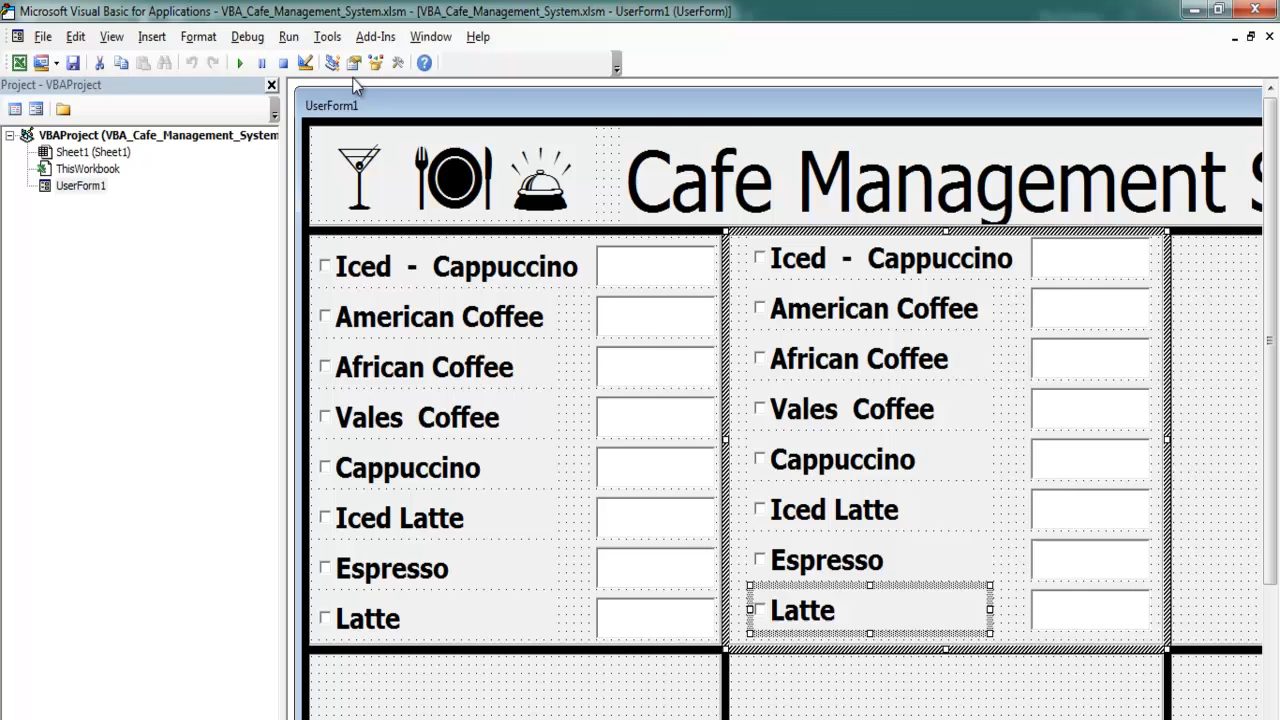 Microsoft Visual Basic for Applications - VBA_Cafe_Management_System.xlsm - [VBA_Cafe_Management_System.xlsm - UserForm1 (UserForm)]
File Edit View Insert Format Debug Run Tools Add-Ins Window Help
Project - VBAProject
VBAProject (VBA_Cafe_Management_System
Sheet1 (Sheet1)
ThisWorkbook
UserForm1
UserForm1
Cafe Management S
Iced - Cappuccino
American Coffee
African Coffee
Vales Coffee
Cappuccino
Iced Latte
Espresso
Latte
Iced - Cappuccino
American Coffee
African Coffee
Vales Coffee
Cappuccino
Iced Latte
Espresso
Latte